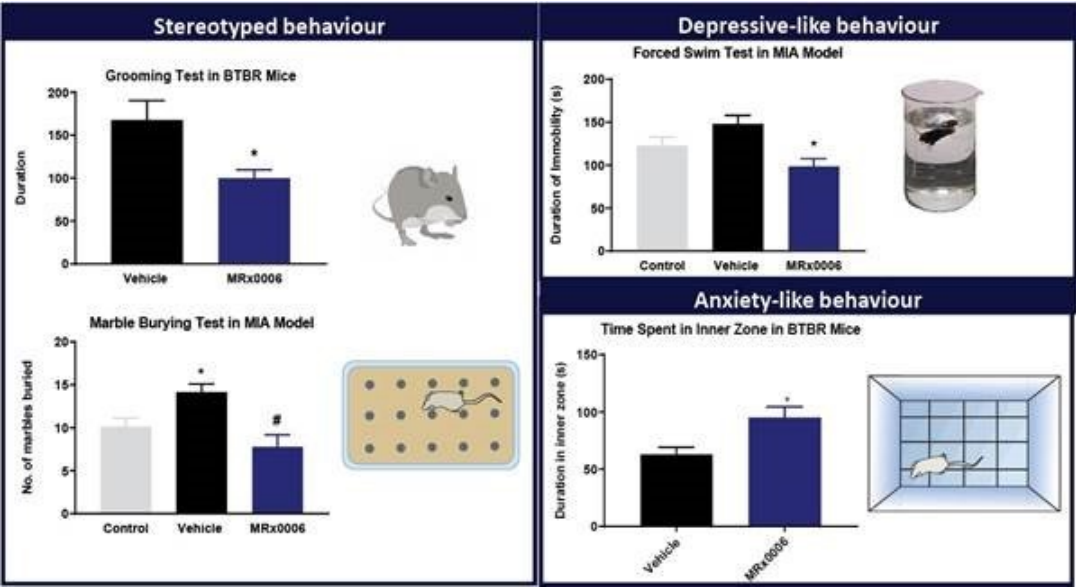 Stereotyped behaviour
Grooming Test in BTBR Mice
Duration
200
150
100
50
0
*
Vehicle
MRx0006
Marble Burying Test in MIA Model
No. of marbles buried
20
15
10
5
0
*
#
Control
Vehicle
MRx0006
Depressive-like behaviour
Forced Swim Test in MIA Model
Duration of Immobility (s)
200
150
100
50
0
*
Control
Vehicle
MRx0006
Anxiety-like behaviour
Time Spent in Inner Zone in BTBR Mice
Duration in inner zone (s)
150
100
50
0
*
Vehicle
MRx0006